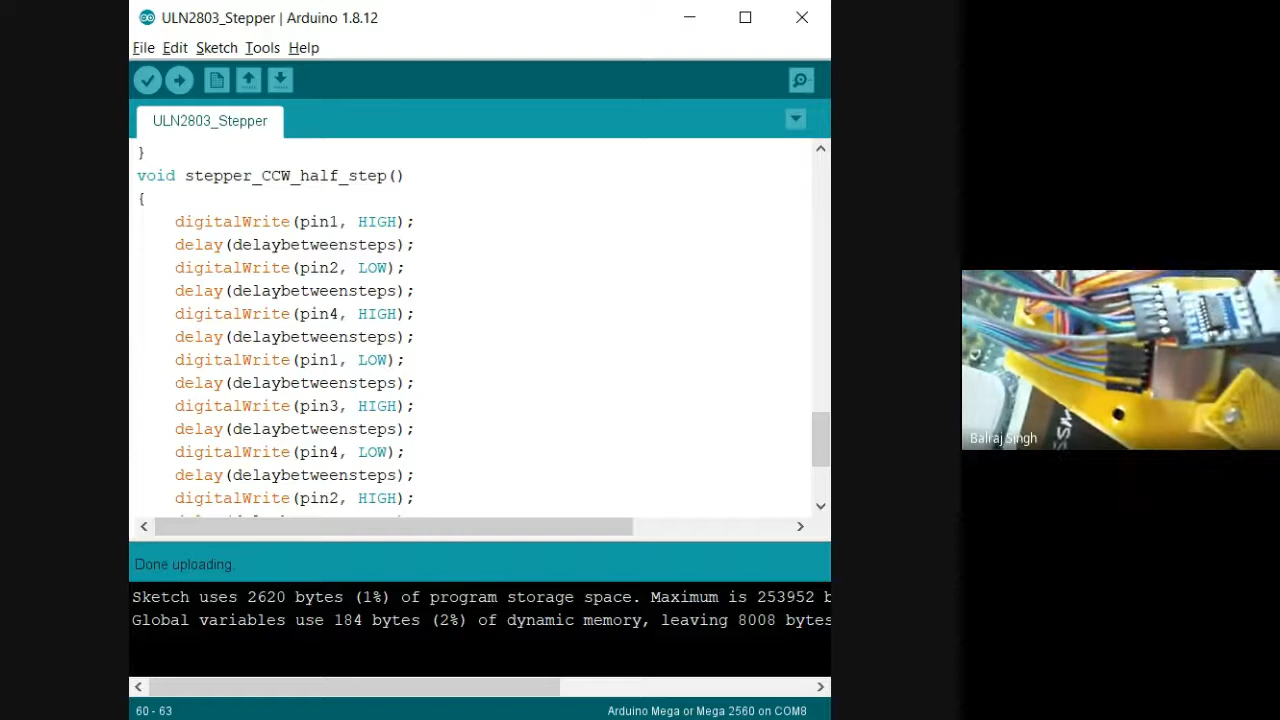 ULN2803_Stepper | Arduino 1.8.12
File Edit Sketch Tools Help
ULN2803_Stepper
}
void stepper_CCW_half_step()
{
digitalWrite(pin1, HIGH);
delay(delaybetweensteps);
digitalWrite(pin2, LOW);
delay(delaybetweensteps);
digitalWrite(pin4, HIGH);
delay(delaybetweensteps);
digitalWrite(pin1, LOW);
delay(delaybetweensteps);
digitalWrite(pin3, HIGH);
delay(delaybetweensteps);
digitalWrite(pin4, LOW);
delay(delaybetweensteps);
digitalWrite(pin2, HIGH);
Done uploading.
Sketch uses 2620 bytes (1%) of program storage space. Maximum is 253952 b
Global variables use 184 bytes (2%) of dynamic memory, leaving 8008 bytes
60 - 63
Arduino Mega or Mega 2560 on COM8
Balraj Singh